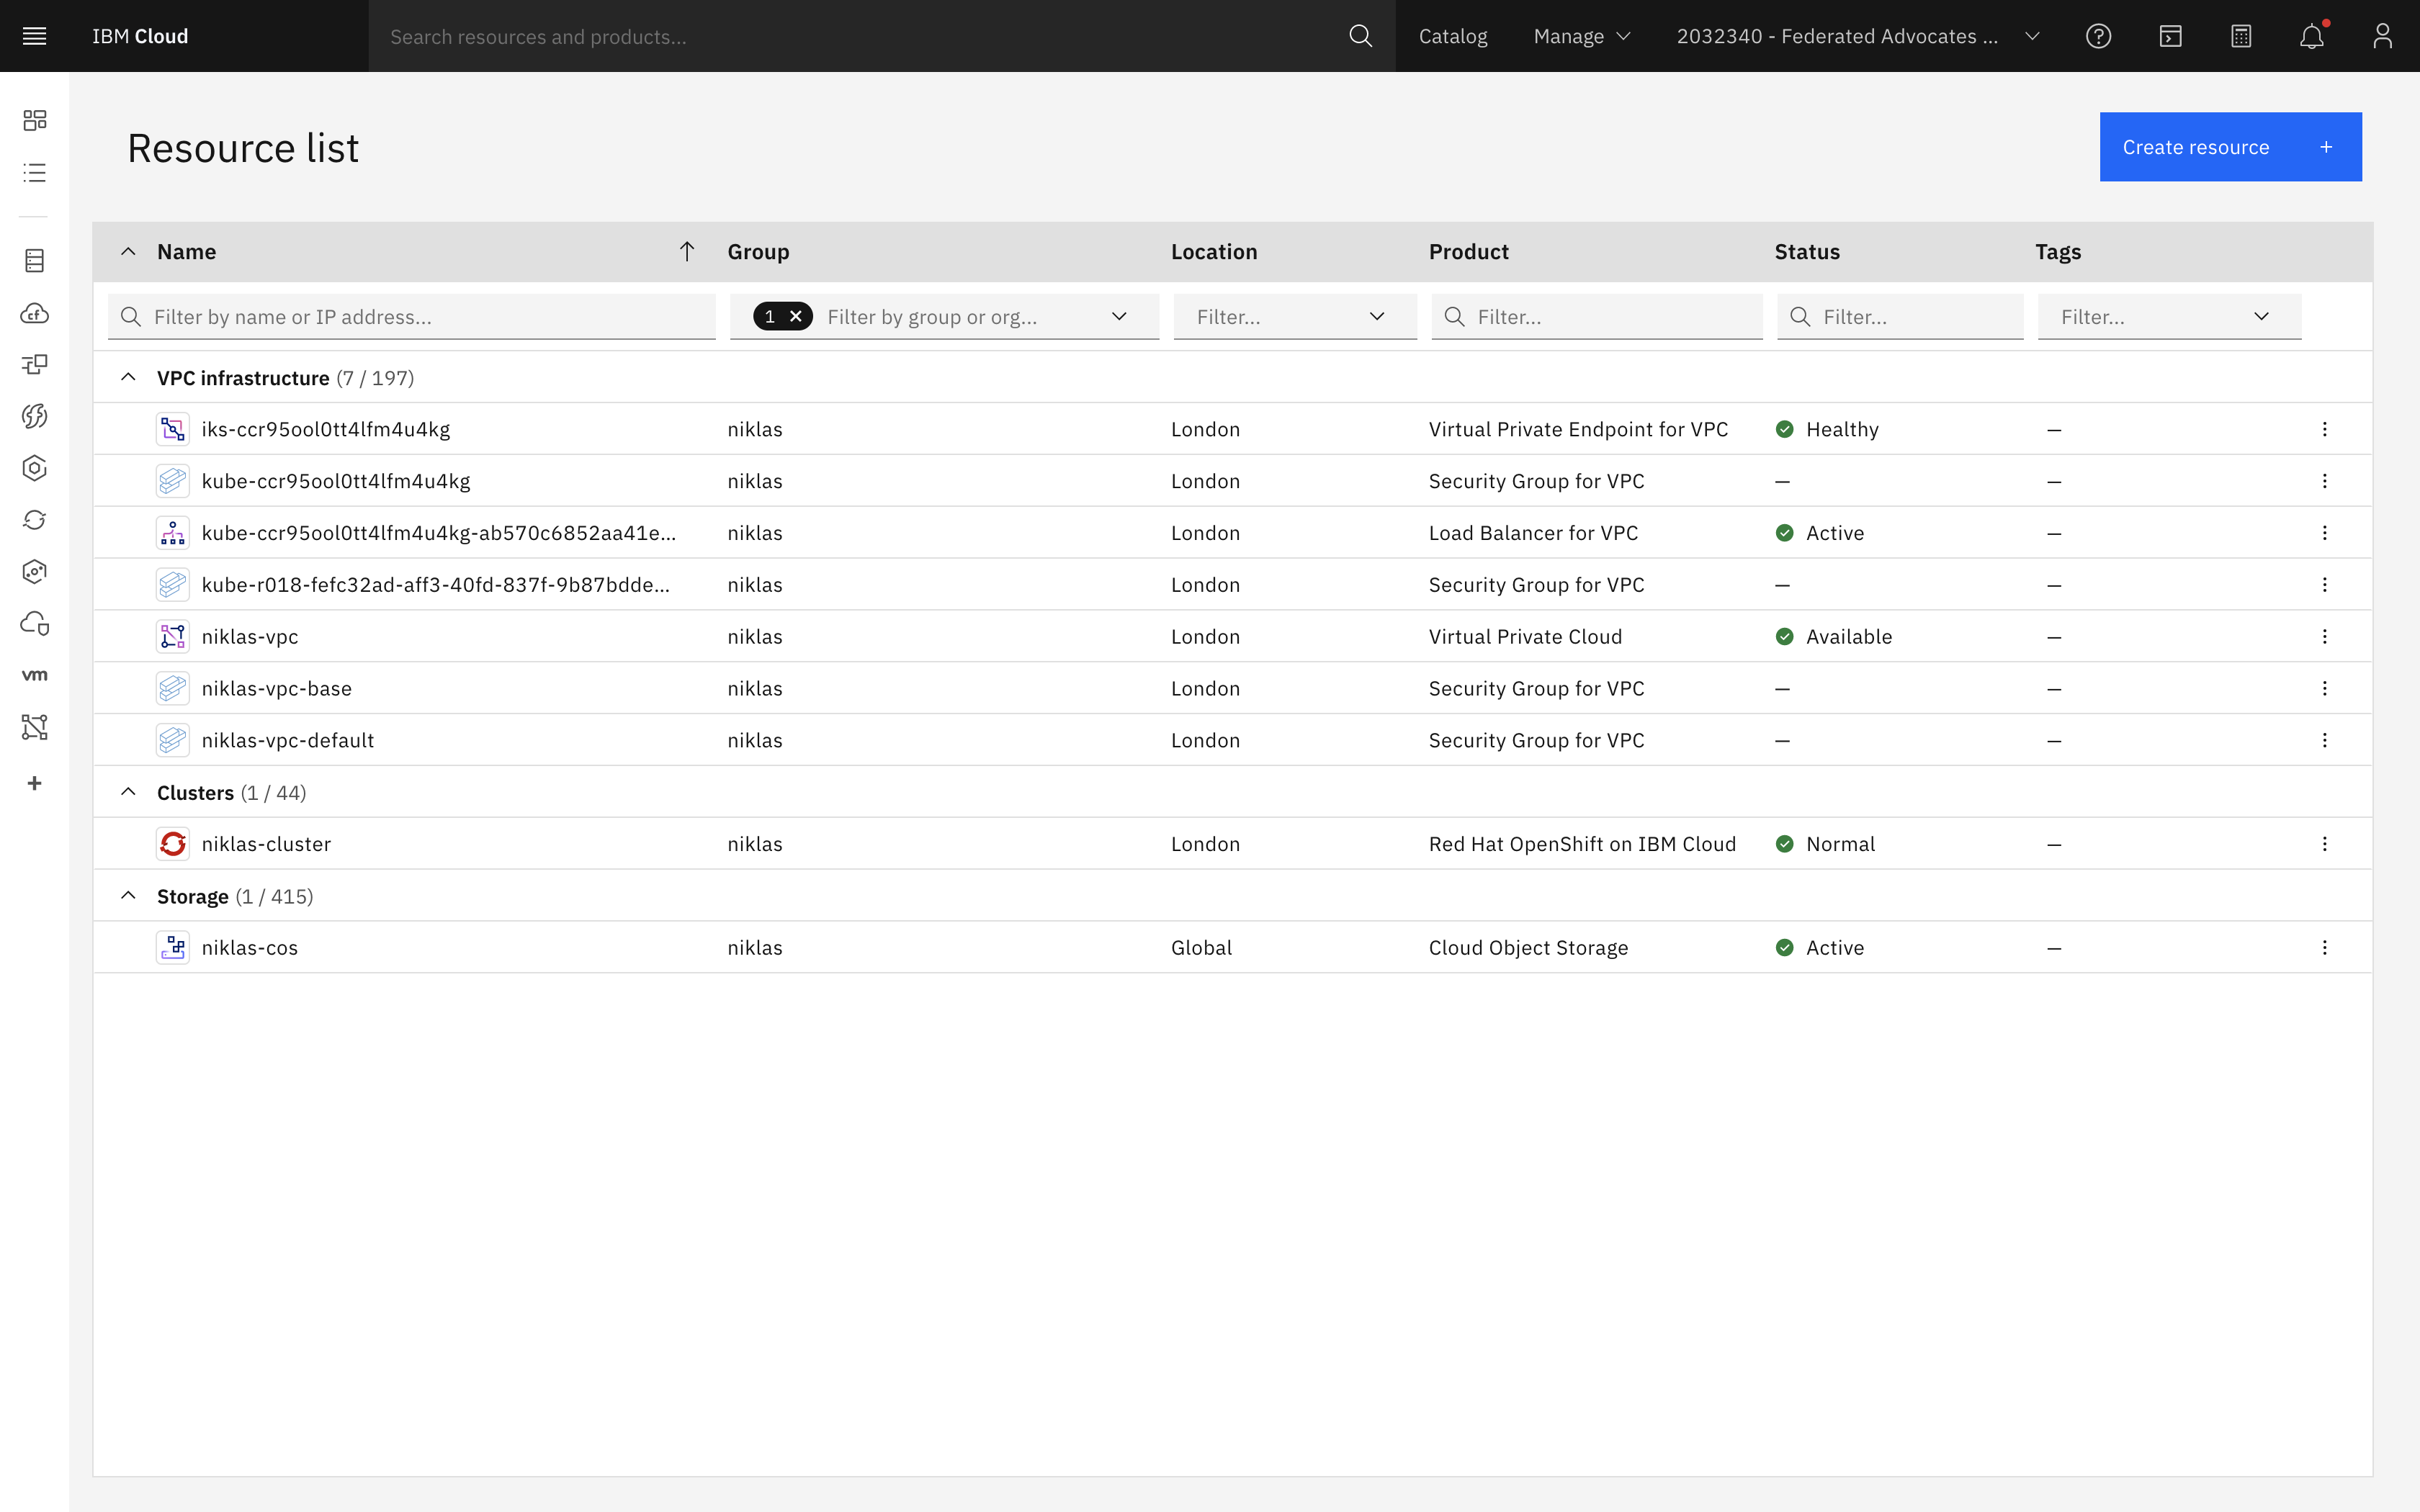 IBM Cloud
Search resources and products...
Catalog
Manage
2032340 - Federated Advocates ...
Resource list
Create resource +
Name Group Location Product Status Tags
Filter by name or IP address... 1 Filter by group or org... Filter... Filter... Filter... Filter...
VPC infrastructure (7 / 197)
iks-ccr95ool0tt4lfm4u4kg niklas London Virtual Private Endpoint for VPC Healthy –
kube-ccr95ool0tt4lfm4u4kg niklas London Security Group for VPC – –
kube-ccr95ool0tt4lfm4u4kg-ab570c6852aa41e... niklas London Load Balancer for VPC Active –
kube-r018-fefc32ad-aff3-40fd-837f-9b87bdde... niklas London Security Group for VPC – –
niklas-vpc niklas London Virtual Private Cloud Available –
niklas-vpc-base niklas London Security Group for VPC – –
vm
niklas-vpc-default niklas London Security Group for VPC – –
Clusters (1 / 44)
niklas-cluster niklas London Red Hat OpenShift on IBM Cloud Normal –
Storage (1 / 415)
niklas-cos niklas Global Cloud Object Storage Active –